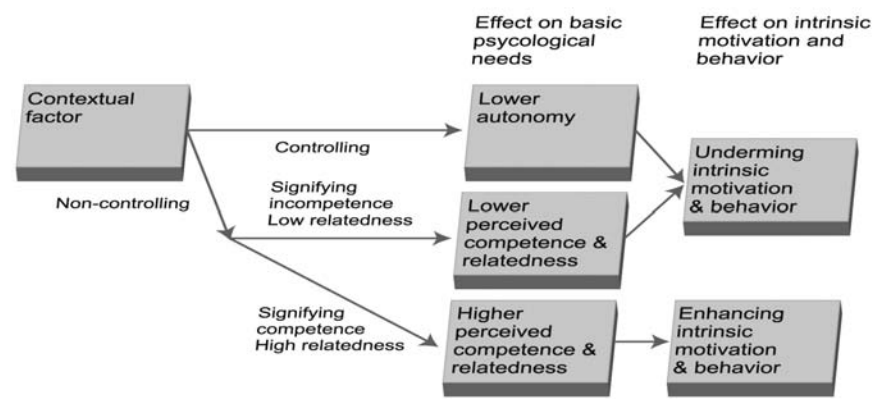 Effect on basic
psycological
needs
Effect on intrinsic
motivation and
behavior
Contextual
factor
Controlling
Lower
autonomy
Underming
intrinsic
motivation
& behavior
Non-controlling
Signifying
incompetence
Low relatedness
Lower
perceived
competence &
relatedness
Signifying
competence
High relatedness
Higher
perceived
competence &
relatedness
Enhancing
intrinsic
motivation
& behavior